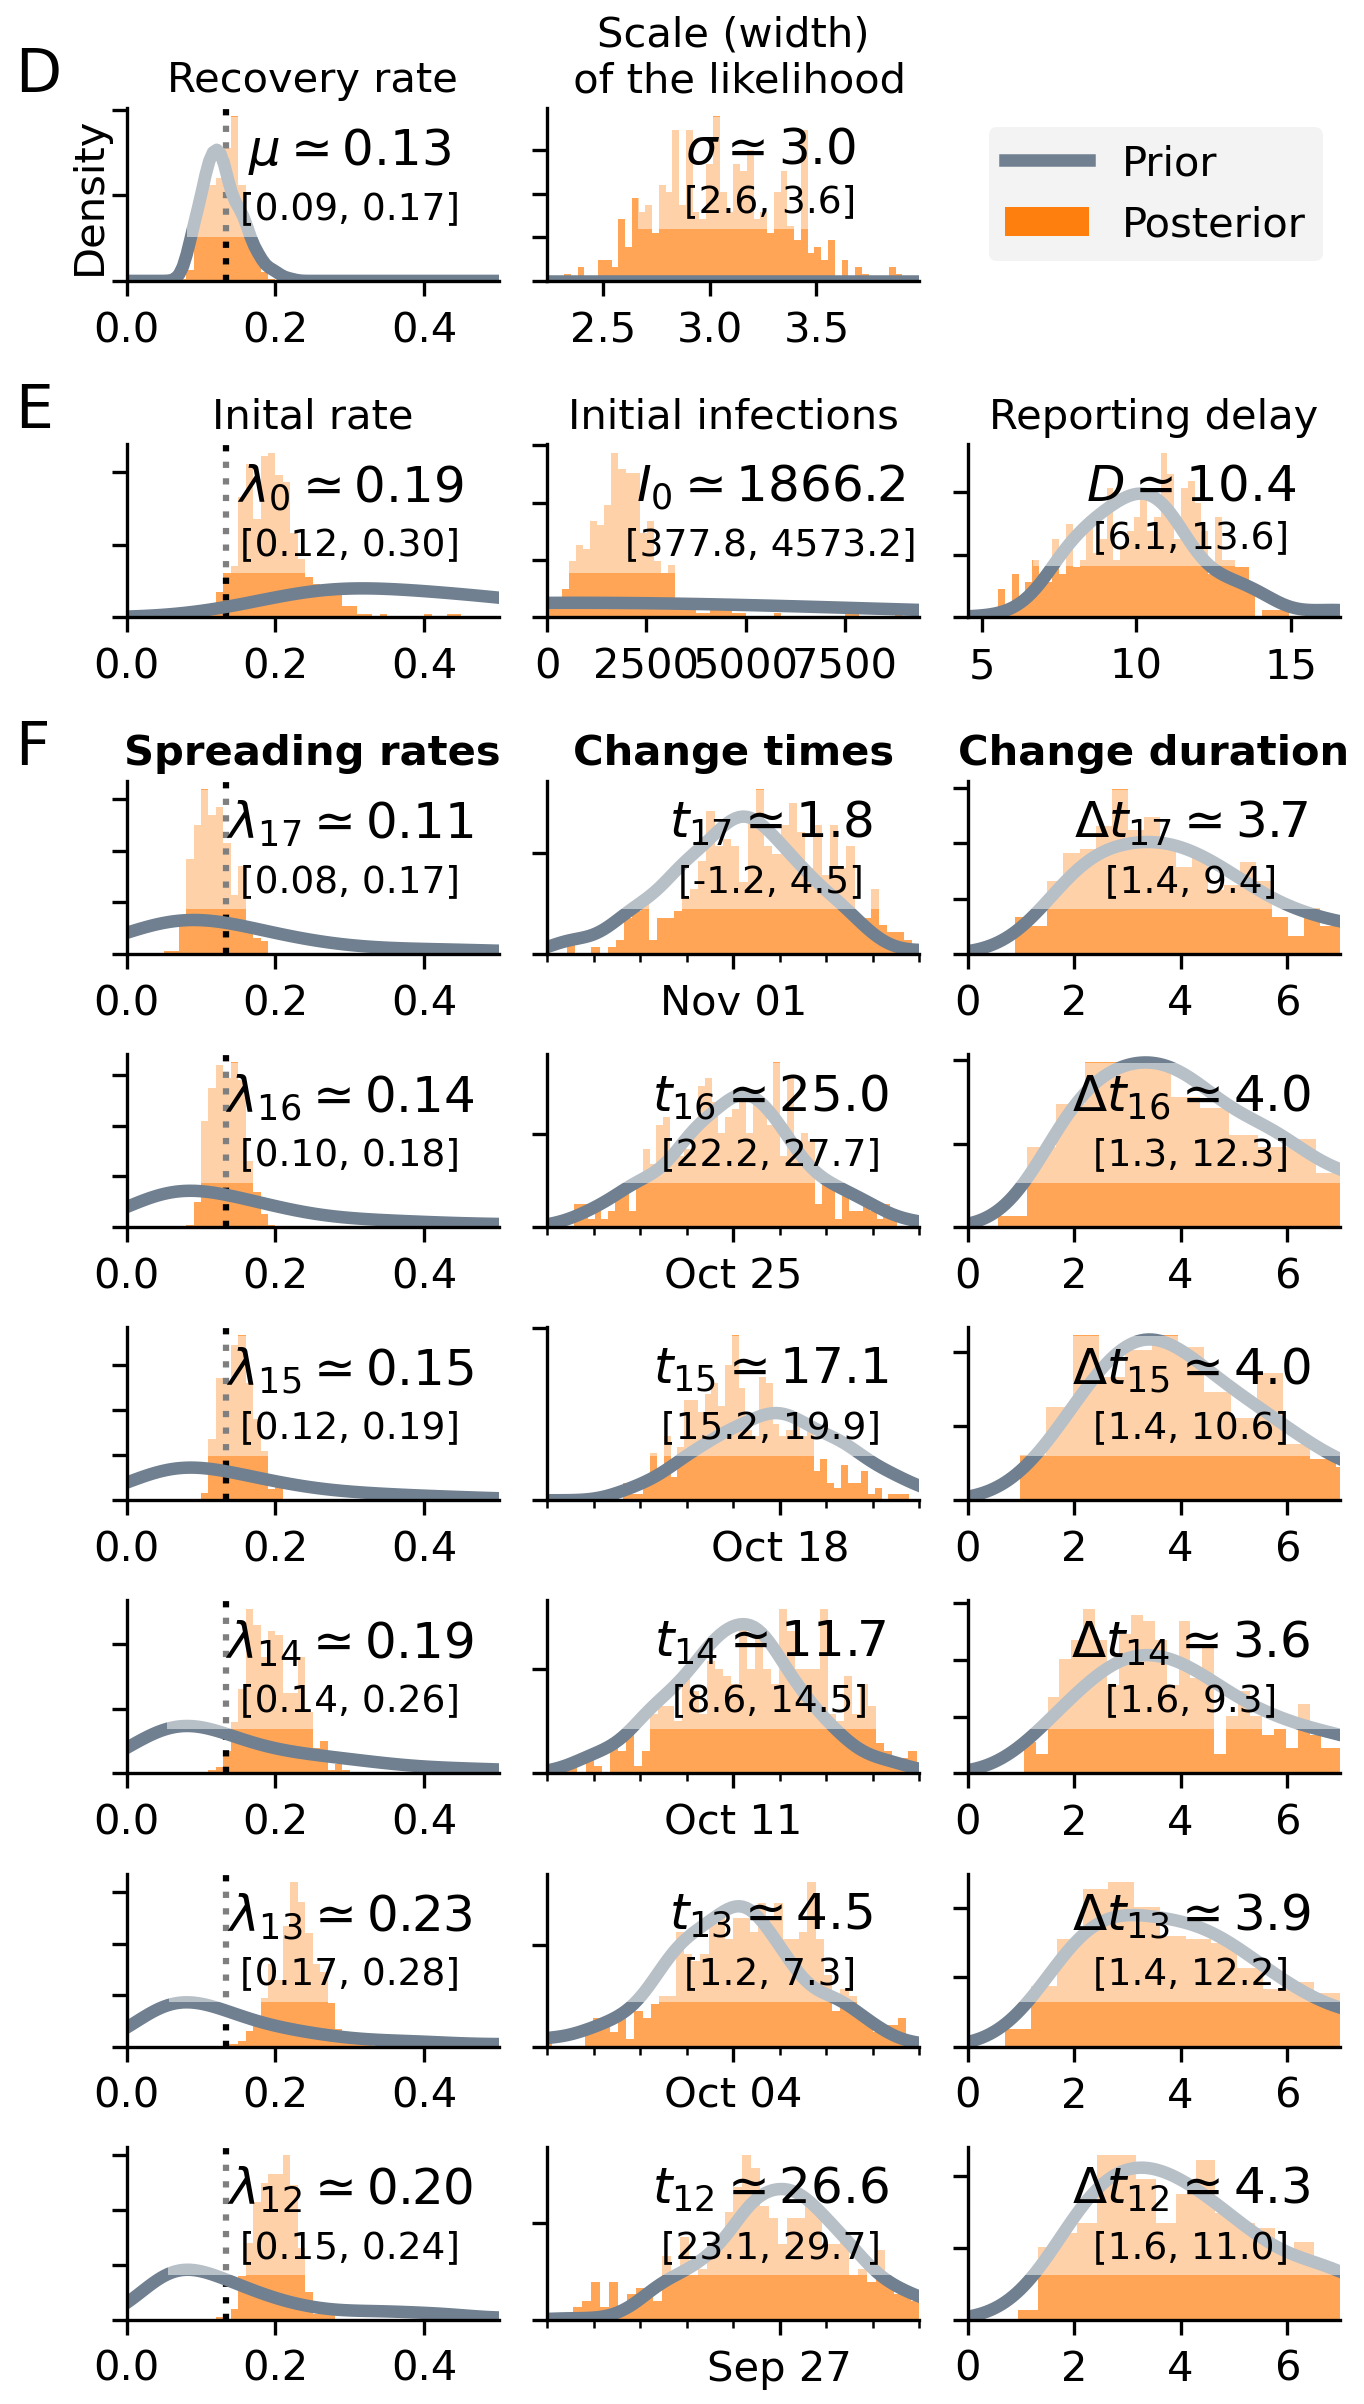 D
Recovery rate
Scale (width)
of the likelihood
Density
μ ≃ 0.13
[0.09, 0.17]
0.0 0.2 0.4
σ ≃ 3.0
[2.6, 3.6]
2.5 3.0 3.5
Prior
Posterior
E
Inital rate
λ0 ≃ 0.19
[0.12, 0.30]
0.0 0.2 0.4
Initial infections
I0 ≃ 1866.2
[377.8, 4573.2]
0 2500 5000 7500
Reporting delay
D ≃ 10.4
[6.1, 13.6]
5 10 15
F
Spreading rates
Change times
Change duration
λ17 ≃ 0.11
[0.08, 0.17]
0.0 0.2 0.4
t17 ≃ 1.8
[-1.2, 4.5]
Nov 01
Δt17 ≃ 3.7
[1.4, 9.4]
0 2 4 6
λ16 ≃ 0.14
[0.10, 0.18]
0.0 0.2 0.4
t16 ≃ 25.0
[22.2, 27.7]
Oct 25
Δt16 ≃ 4.0
[1.3, 12.3]
0 2 4 6
λ15 ≃ 0.15
[0.12, 0.19]
0.0 0.2 0.4
t15 ≃ 17.1
[15.2, 19.9]
Oct 18
Δt15 ≃ 4.0
[1.4, 10.6]
0 2 4 6
λ14 ≃ 0.19
[0.14, 0.26]
0.0 0.2 0.4
t14 ≃ 11.7
[8.6, 14.5]
Oct 11
Δt14 ≃ 3.6
[1.6, 9.3]
0 2 4 6
λ13 ≃ 0.23
[0.17, 0.28]
0.0 0.2 0.4
t13 ≃ 4.5
[1.2, 7.3]
Oct 04
Δt13 ≃ 3.9
[1.4, 12.2]
0 2 4 6
λ12 ≃ 0.20
[0.15, 0.24]
0.0 0.2 0.4
t12 ≃ 26.6
[23.1, 29.7]
Sep 27
Δt12 ≃ 4.3
[1.6, 11.0]
0 2 4 6